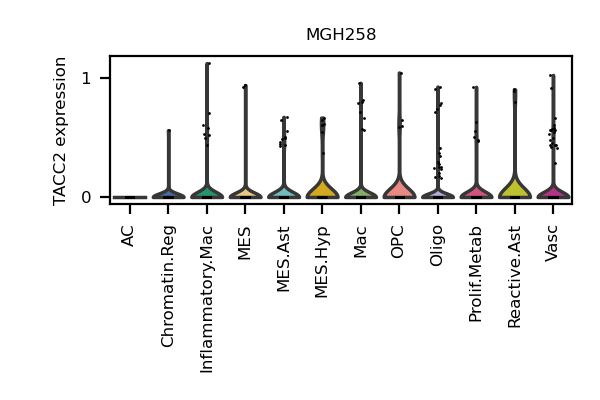 MGH258
TACC2 expression
1
0
AC
Chromatin.Reg
Inflammatory.Mac
MES
MES.Ast
MES.Hyp
Mac
OPC
Oligo
Prolif.Metab
Reactive.Ast
Vasc